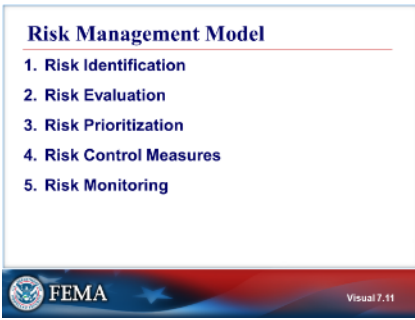 Risk Management Model
1. Risk Identification
2. Risk Evaluation
3. Risk Prioritization
4. Risk Control Measures
5. Risk Monitoring
FEMA
Visual 7.11